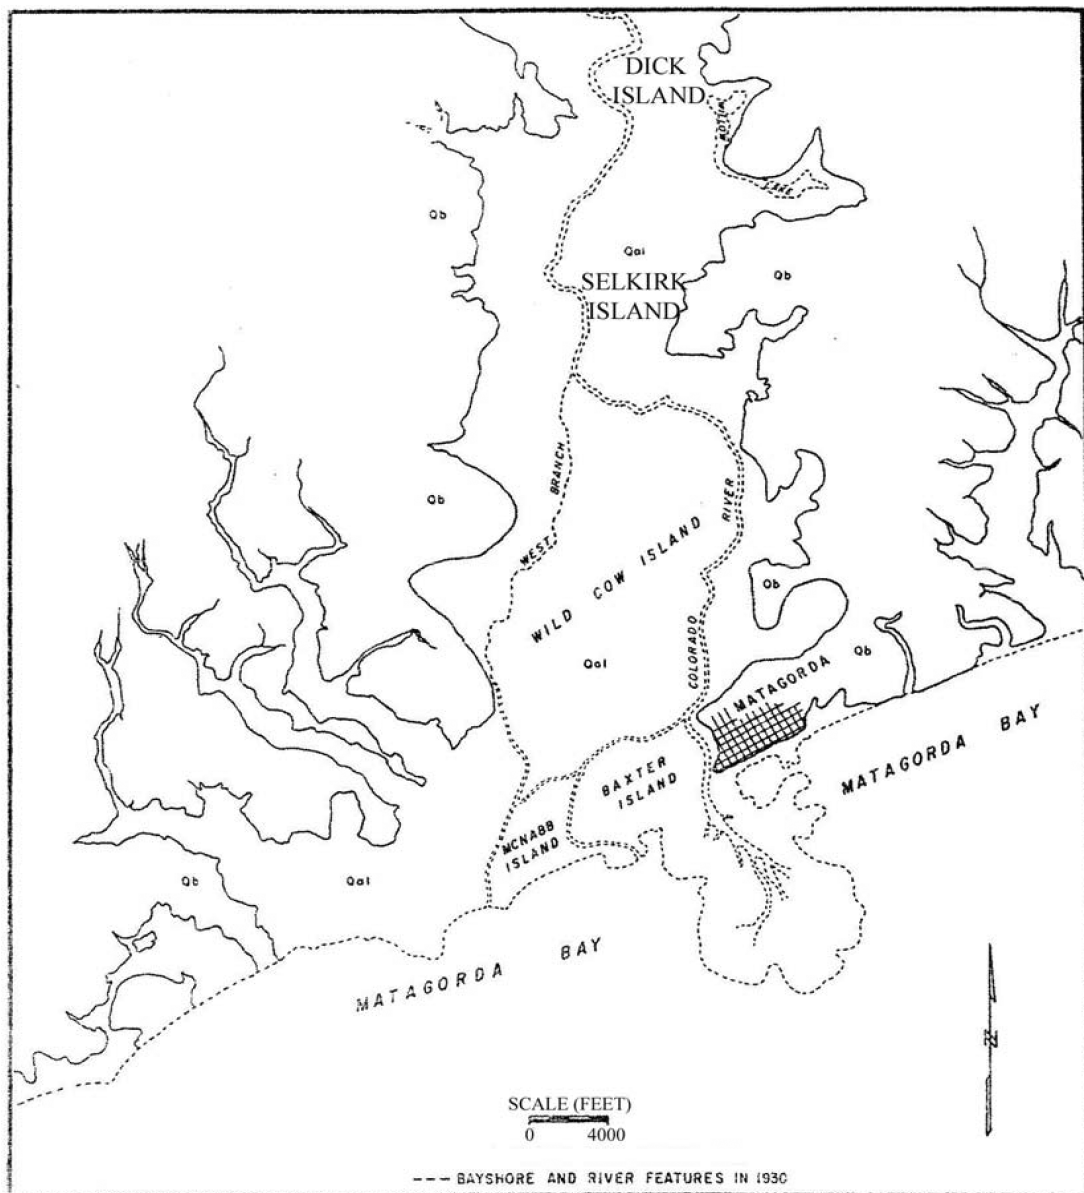 DICK
ISLAND
LAKE
Qb
Qal
Qb
SELKIRK
ISLAND
WEST BRANCH
Qb
WILD COW ISLAND
RIVER
COLORADO
Qb
Qal
MATAGORDA
Qb
BAXTER
ISLAND
MATAGORDA BAY
MCNABB
ISLAND
Qb
Qal
MATAGORDA BAY
N
SCALE (FEET)
0 4000
--- BAYSHORE AND RIVER FEATURES IN 1930